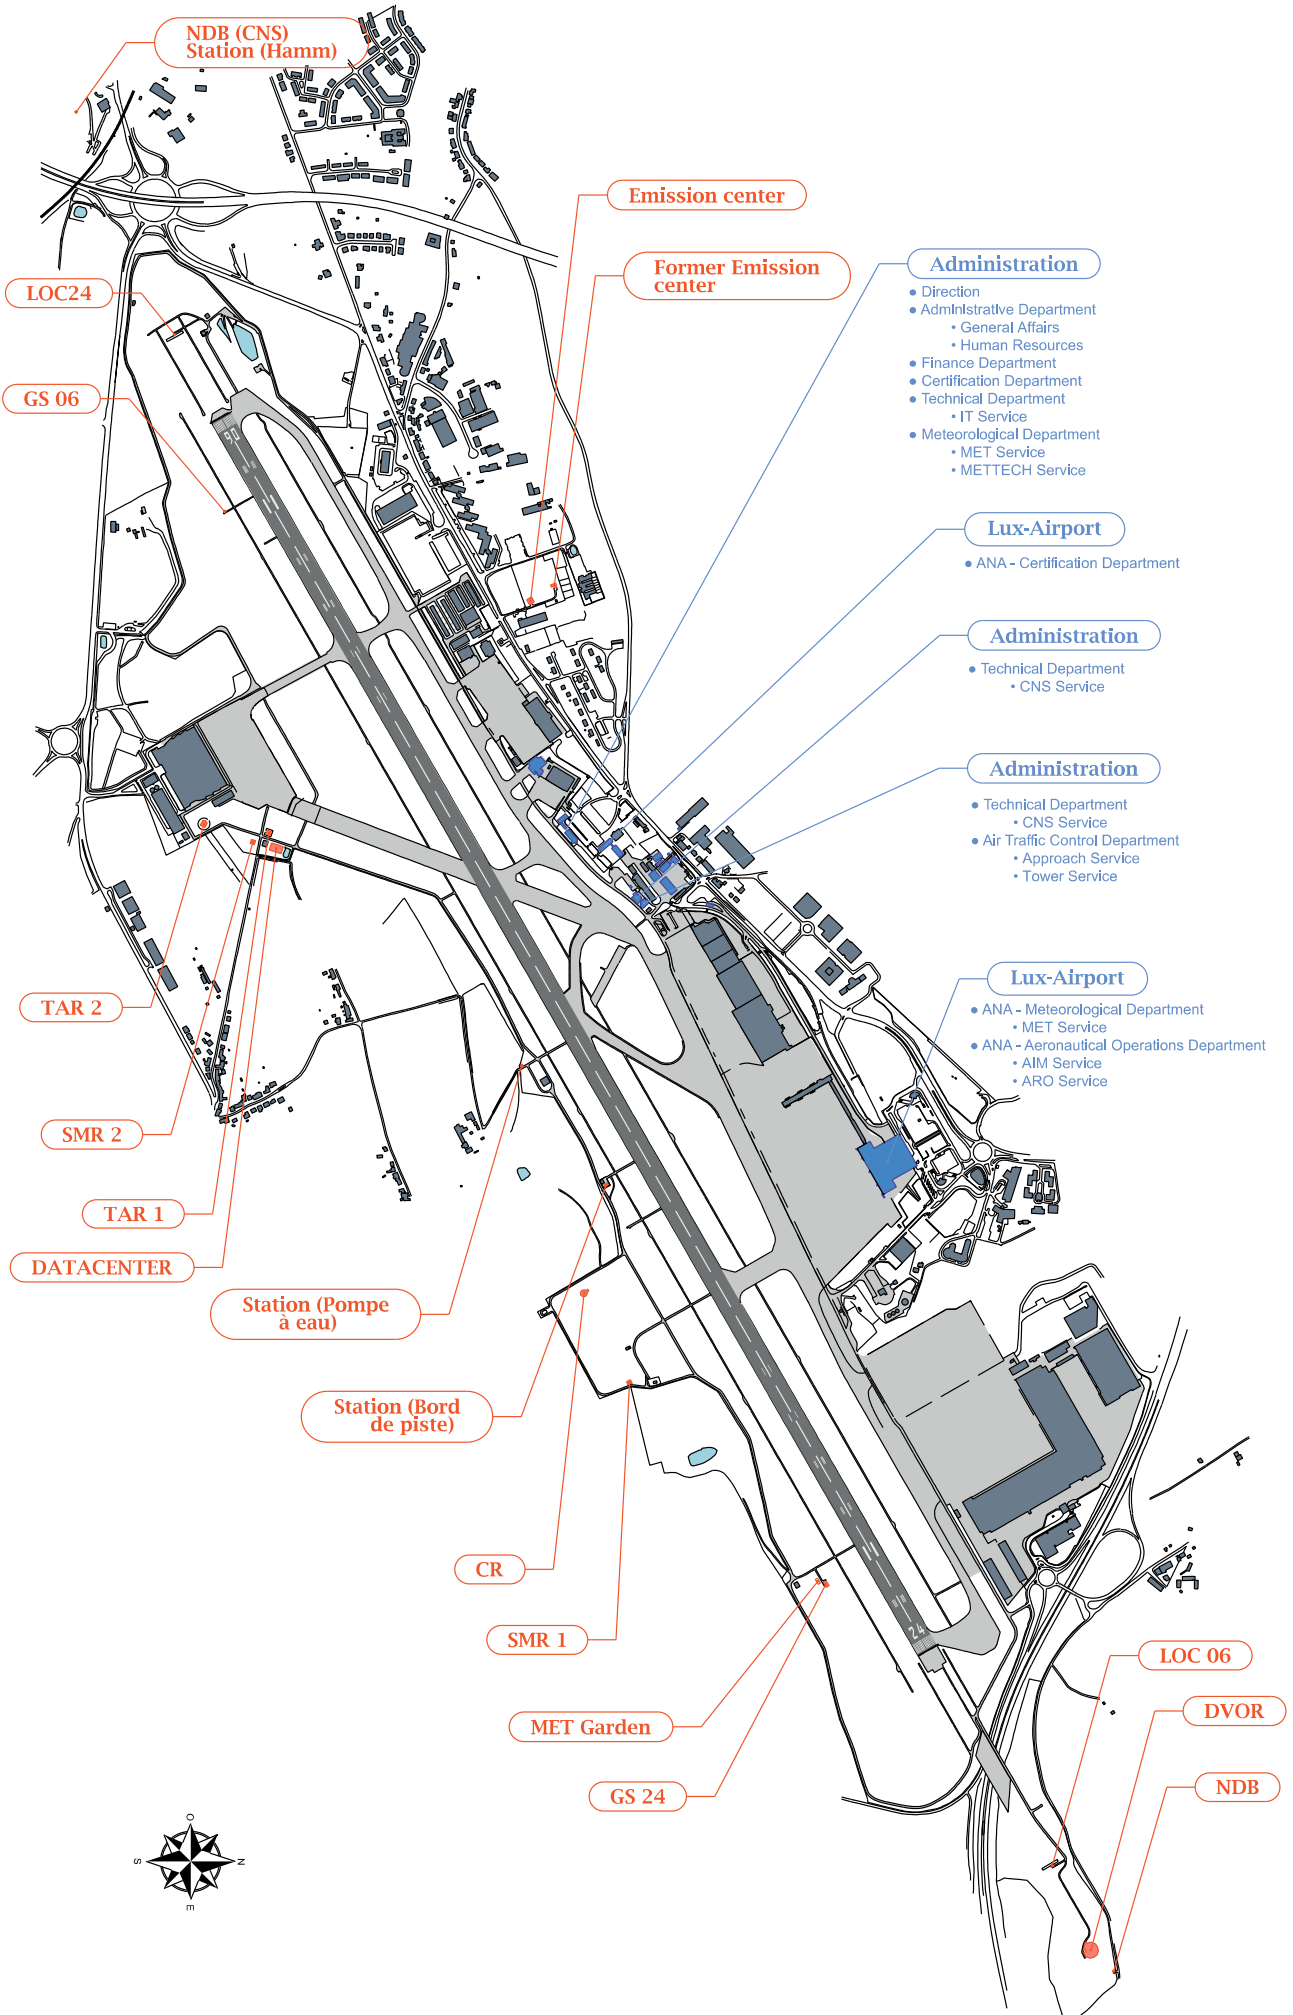 NDB (CNS)
Station (Hamm)
Emission center
Former Emission
center
Administration
● Direction
● Administrative Department
• General Affairs
• Human Resources
● Finance Department
● Certification Department
● Technical Department
• IT Service
● Meteorological Department
• MET Service
• METTECH Service
LOC24
GS 06
06
Lux-Airport
● ANA - Certification Department
Administration
● Technical Department
• CNS Service
Administration
● Technical Department
• CNS Service
● Air Traffic Control Department
• Approach Service
• Tower Service
Lux-Airport
● ANA - Meteorological Department
• MET Service
● ANA - Aeronautical Operations Department
• AIM Service
• ARO Service
TAR 2
SMR 2
TAR 1
DATACENTER
Station (Pompe
à eau)
Station (Bord
de piste)
CR
SMR 1
24
MET Garden
GS 24
LOC 06
DVOR
NDB
O
S
N
E